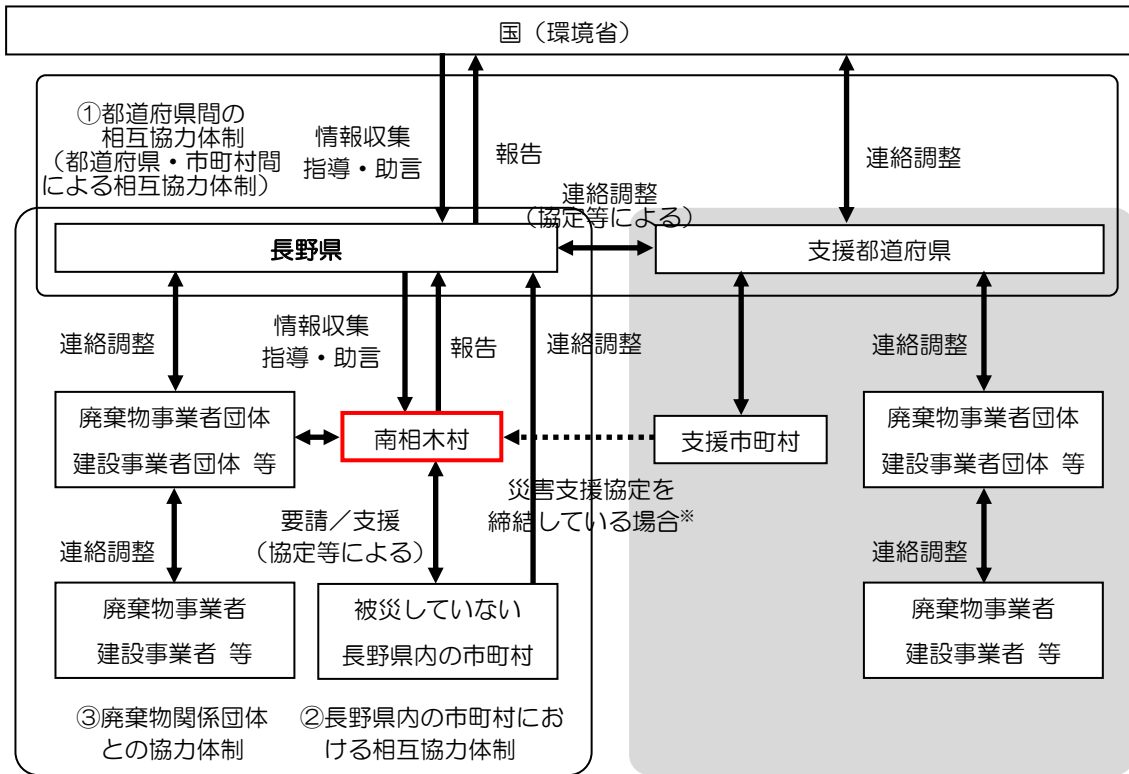 国（環境省）
①都道府県間の
相互協力体制
（都道府県・市町村間
による相互協力体制）
情報収集
指導・助言
報告
連絡調整
連絡調整
（協定等による）
長野県
支援都道府県
連絡調整
情報収集
指導・助言
報告
連絡調整
連絡調整
廃棄物事業者団体
建設事業者団体 等
南相木村
支援市町村
廃棄物事業者団体
建設事業者団体 等
災害支援協定を
締結している場合※
要請／支援
（協定等による）
連絡調整
連絡調整
廃棄物事業者
建設事業者 等
被災していない
長野県内の市町村
廃棄物事業者
建設事業者 等
③廃棄物関係団体
との協力体制
②長野県内の市町村にお
ける相互協力体制